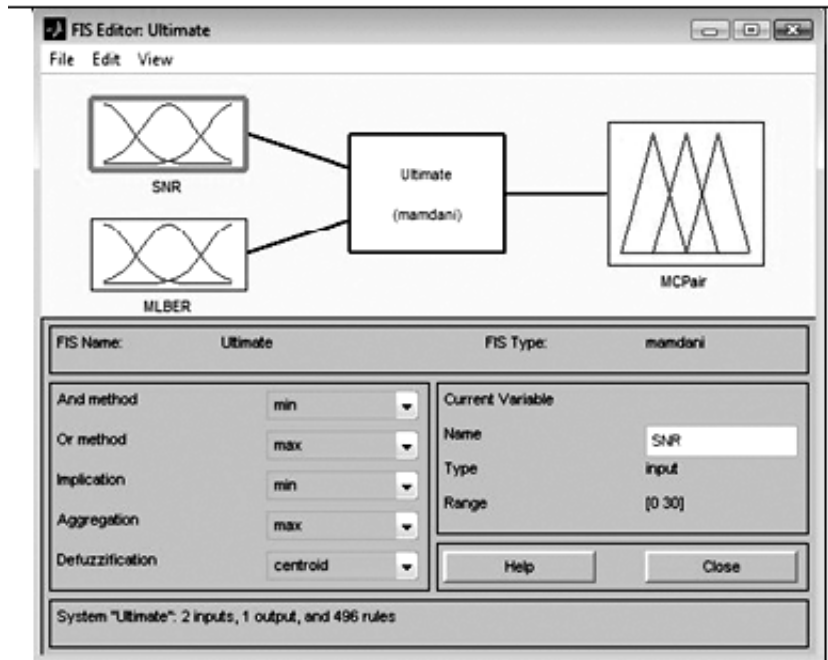 FIS Editor: Ultimate
File Edit View
SNR
MLBER
Ultimate
(mamdani)
MCPair
FIS Name: Ultimate FIS Type: mamdani
And method min
Or method max
Implication min
Aggregation max
Defuzzification centroid
Current Variable
Name SNR
Type input
Range [0 30]
Help Close
System "Ultimate": 2 inputs, 1 output, and 496 rules